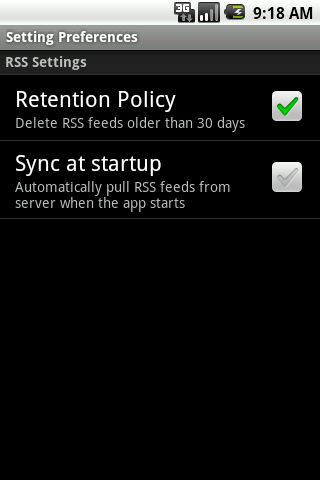 3G 9:18 AM
Setting Preferences
RSS Settings
Retention Policy
Delete RSS feeds older than 30 days
Sync at startup
Automatically pull RSS feeds from
server when the app starts